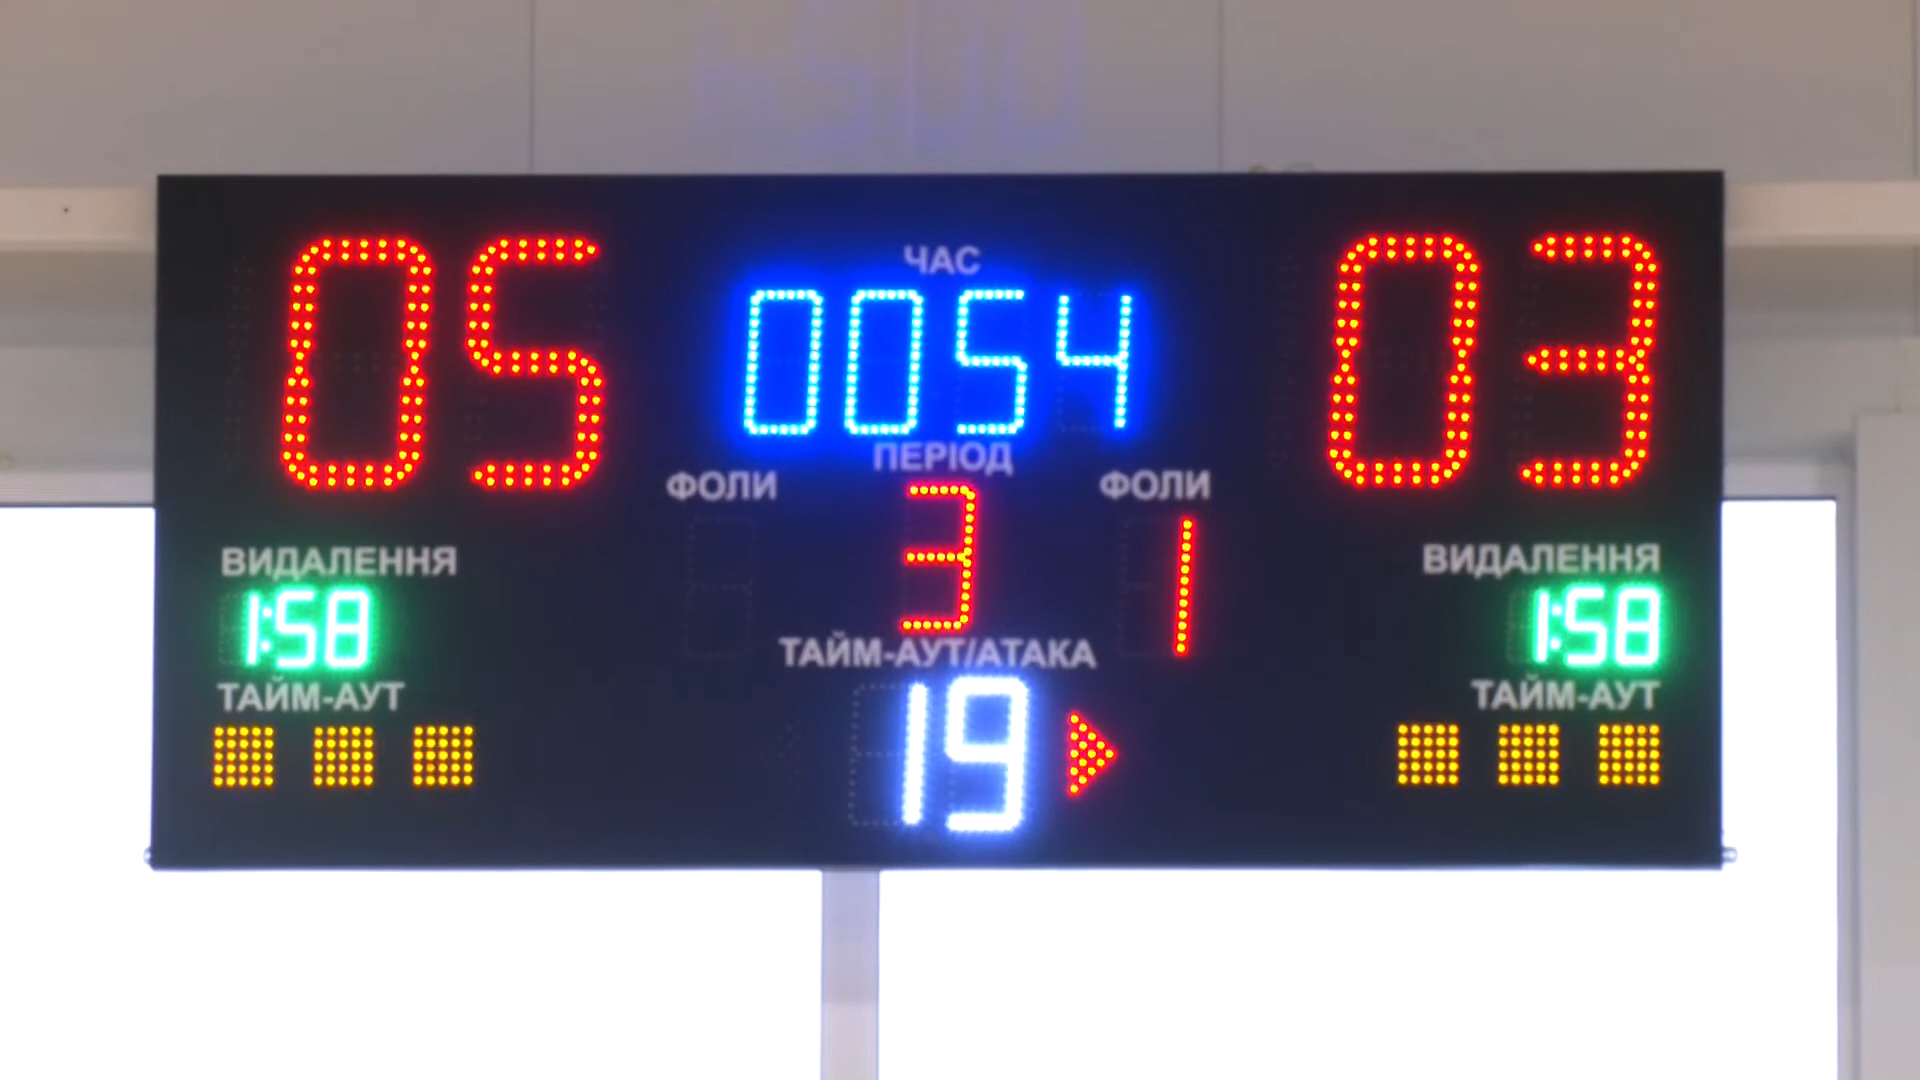 05 ЧАС 03
0054
ПЕРІОД
ФОЛИ 3 ФОЛИ
1
ВИДАЛЕННЯ ВИДАЛЕННЯ
1:58 1:58
ТАЙМ-АУТ/АТАКА
ТАЙМ-АУТ 19 ТАЙМ-АУТ